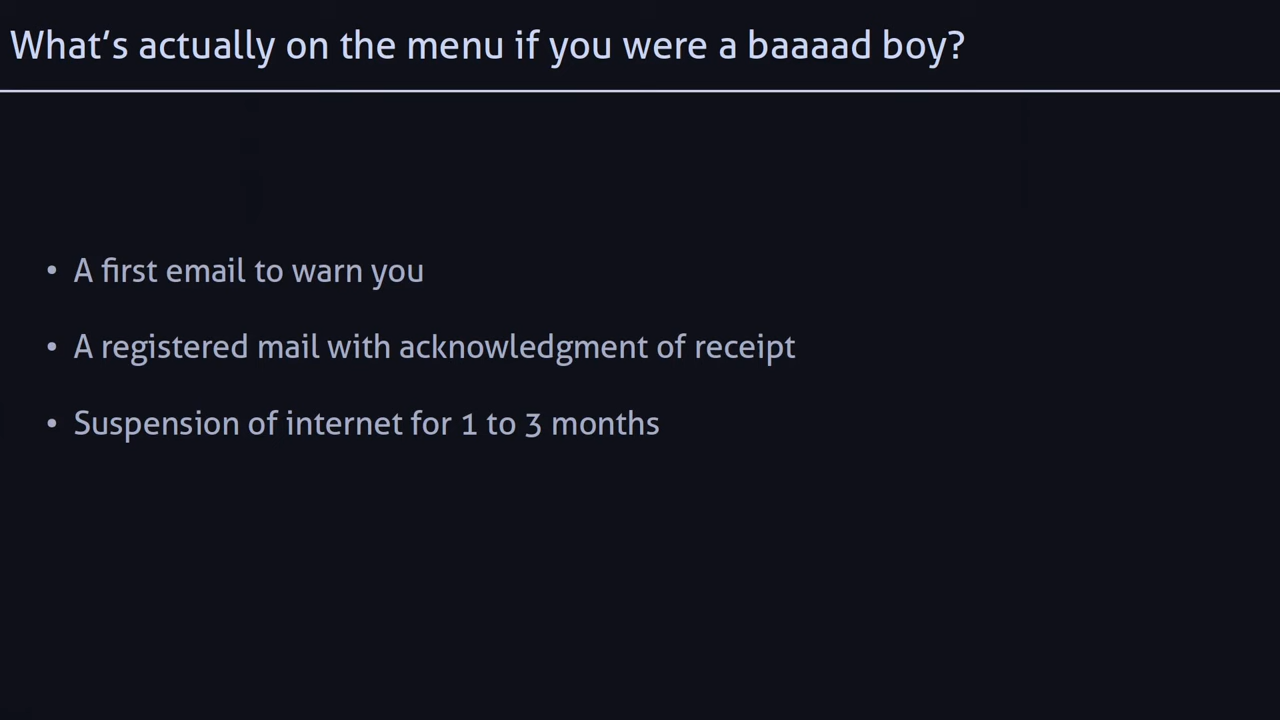 What's actually on the menu if you were a baaaad boy?
• A first email to warn you
• A registered mail with acknowledgment of receipt
• Suspension of internet for 1 to 3 months